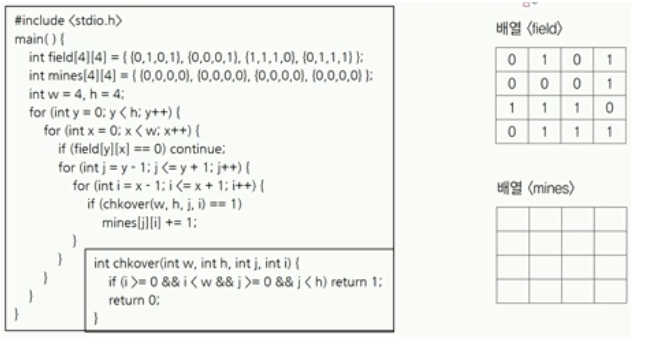 #include <stdio.h>
main( ) {
int field[4][4] = { {0,1,0,1}, {0,0,0,1}, {1,1,1,0}, {0,1,1,1} };
int mines[4][4] = { {0,0,0,0}, {0,0,0,0}, {0,0,0,0}, {0,0,0,0} };
int w = 4, h = 4;
for (int y = 0; y < h; y++) {
for (int x = 0; x < w; x++) {
if (field[y][x] == 0) continue;
for (int j = y - 1; j <= y + 1; j++) {
for (int i = x - 1; i <= x + 1; i++) {
if (chkover(w, h, j, i) == 1)
mines[j][i] += 1;
}
}
}
}
}
int chkover(int w, int h, int j, int i) {
if (i >= 0 && i < w && j >= 0 && j < h) return 1;
return 0;
}
배열 <field>
0 1 0 1
0 0 0 1
1 1 1 0
0 1 1 1
배열 <mines>